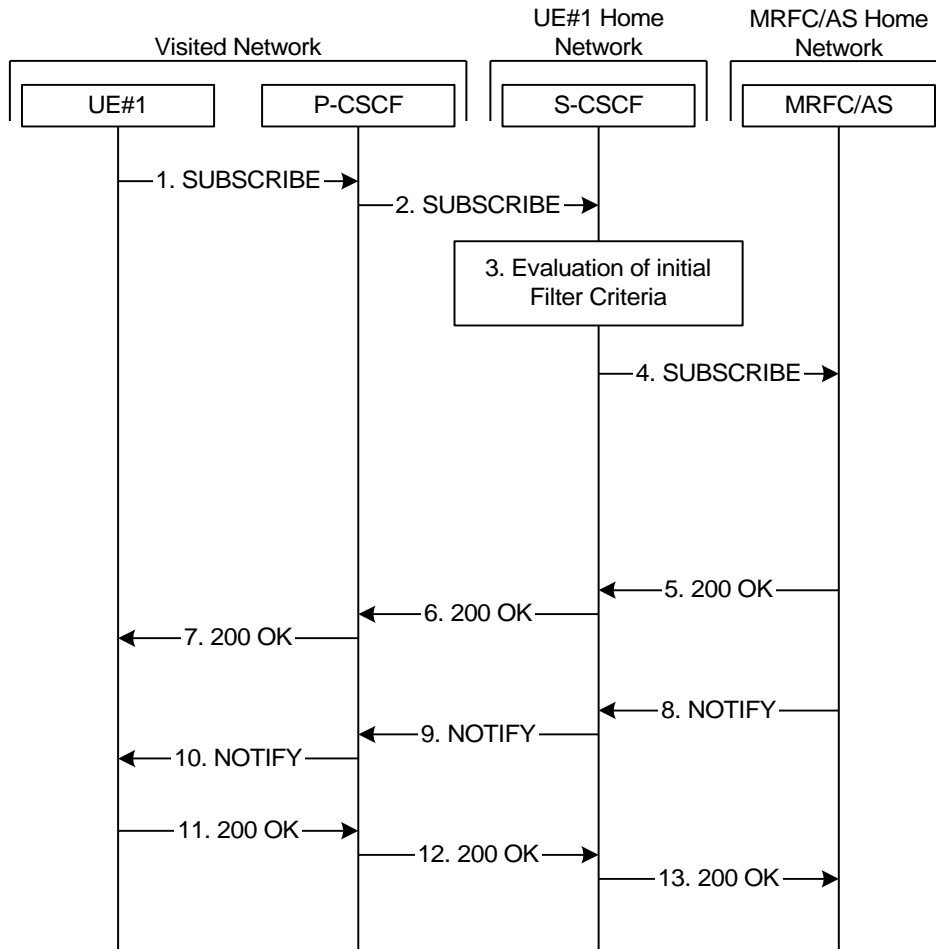 UE#1 Home
Network
MRFC/AS Home
Network
Visited Network
UE#1
P-CSCF
S-CSCF
MRFC/AS
1. SUBSCRIBE
2. SUBSCRIBE
3. Evaluation of initial
Filter Criteria
4. SUBSCRIBE
5. 200 OK
6. 200 OK
7. 200 OK
8. NOTIFY
9. NOTIFY
10. NOTIFY
11. 200 OK
12. 200 OK
13. 200 OK